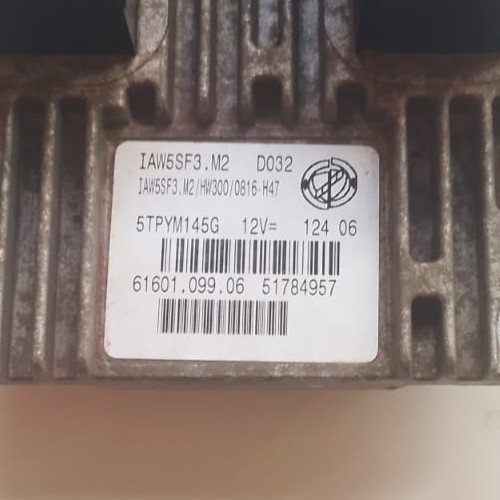 IAW5SF3.M2 D032
IAW5SF3.M2/HW300/0816-H47
5TPYM145G 12V= 124 06
61601.099.06 51784957